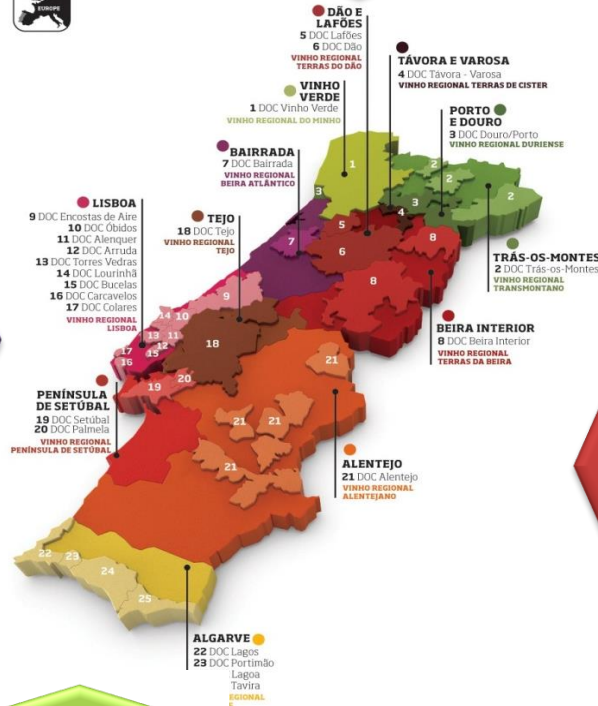 EUROPE
DÃO E
LAFÕES
5 DOC Lafões
6 DOC Dão
VINHO REGIONAL
TERRAS DO DÃO
TÁVORA E VAROSA
4 DOC Távora - Varosa
VINHO REGIONAL TERRAS DE CISTER
VINHO
VERDE
1 DOC Vinho Verde
VINHO REGIONAL DO MINHO
PORTO
E DOURO
3 DOC Douro/Porto
VINHO REGIONAL DURIENSE
BAIRRADA
7 DOC Bairrada
VINHO REGIONAL
BEIRA ATLÂNTICO
LISBOA
9 DOC Encostas de Aire
10 DOC Óbidos
11 DOC Alenquer
12 DOC Arruda
13 DOC Torres Vedras
14 DOC Lourinhã
15 DOC Bucelas
16 DOC Carcavelos
17 DOC Colares
VINHO REGIONAL
LISBOA
TEJO
18 DOC Tejo
VINHO REGIONAL
TEJO
TRÁS-OS-MONTES
2 DOC Trás-os-Montes
VINHO REGIONAL
TRANSMONTANO
BEIRA INTERIOR
8 DOC Beira Interior
VINHO REGIONAL
TERRAS DA BEIRA
PENÍNSULA
DE SETÚBAL
19 DOC Setúbal
20 DOC Palmela
VINHO REGIONAL
PENÍNSULA DE SETÚBAL
ALENTEJO
21 DOC Alentejo
VINHO REGIONAL
ALENTEJANO
ALGARVE
22 DOC Lagos
23 DOC Portimão
Lagoa
Tavira
EGIONAL
1
2
2
2
3
3
4
5
6
7
8
8
9
14 10
13 11
12
17
15
16
18
19
20
21
21
21
21
22
23
24
25